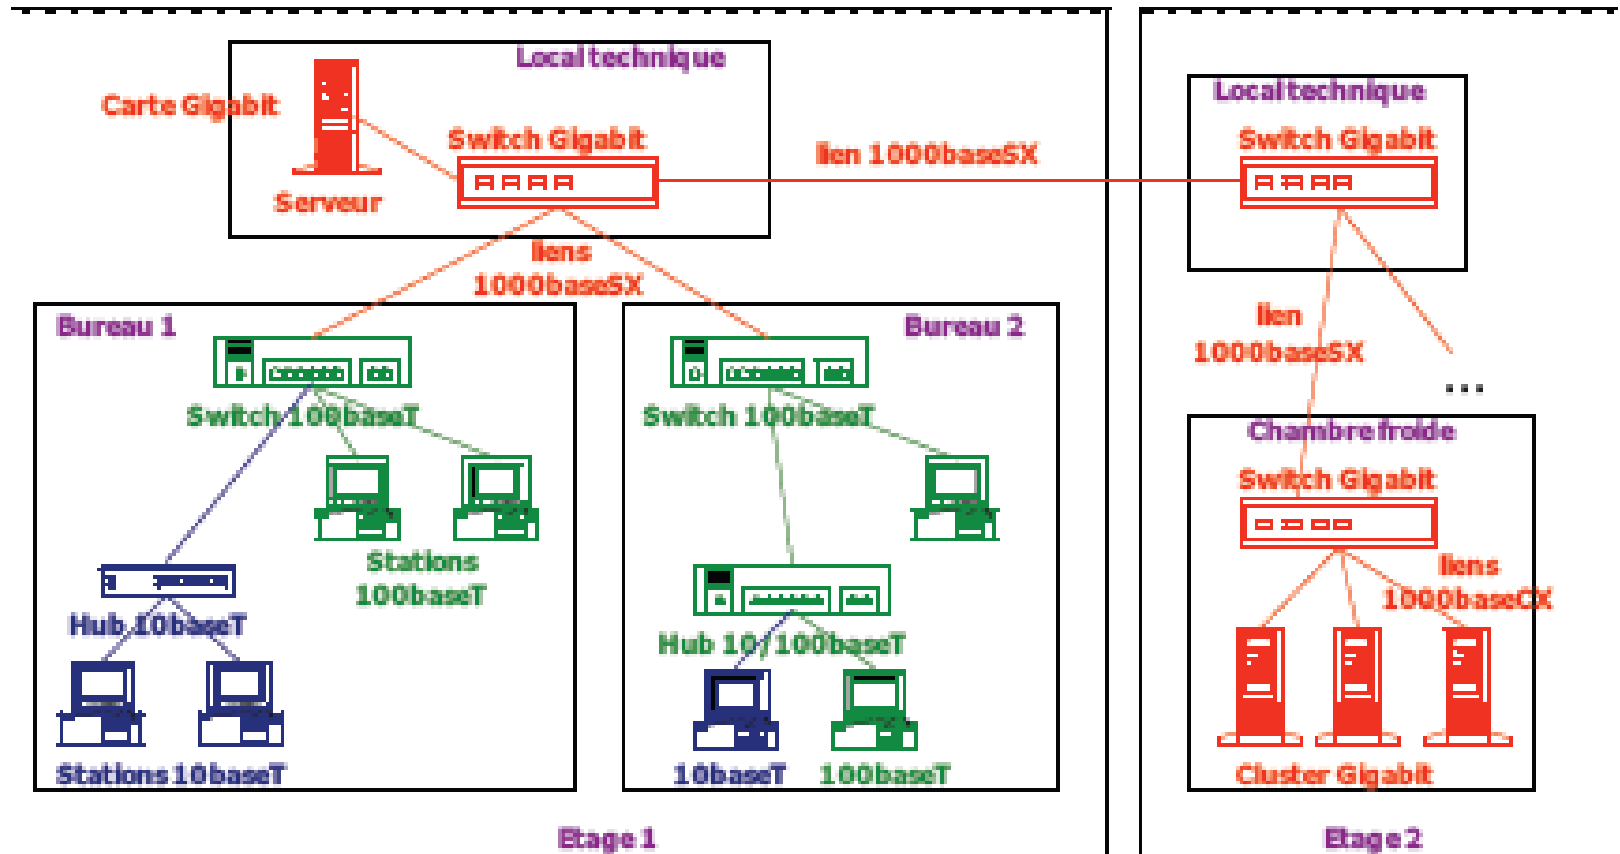 Local technique
Carte Gigabit
Switch Gigabit
Serveur
lien 1000baseSX
Local technique
Switch Gigabit
liens
1000baseSX
Bureau 1
Switch 100baseT
Stations
100baseT
Hub 10baseT
Stations 10baseT
Bureau 2
Switch 100baseT
Hub 10/100baseT
10baseT
100baseT
Etage 1
lien
1000baseSX
...
Chambre froide
Switch Gigabit
liens
1000baseCX
Cluster Gigabit
Etage 2